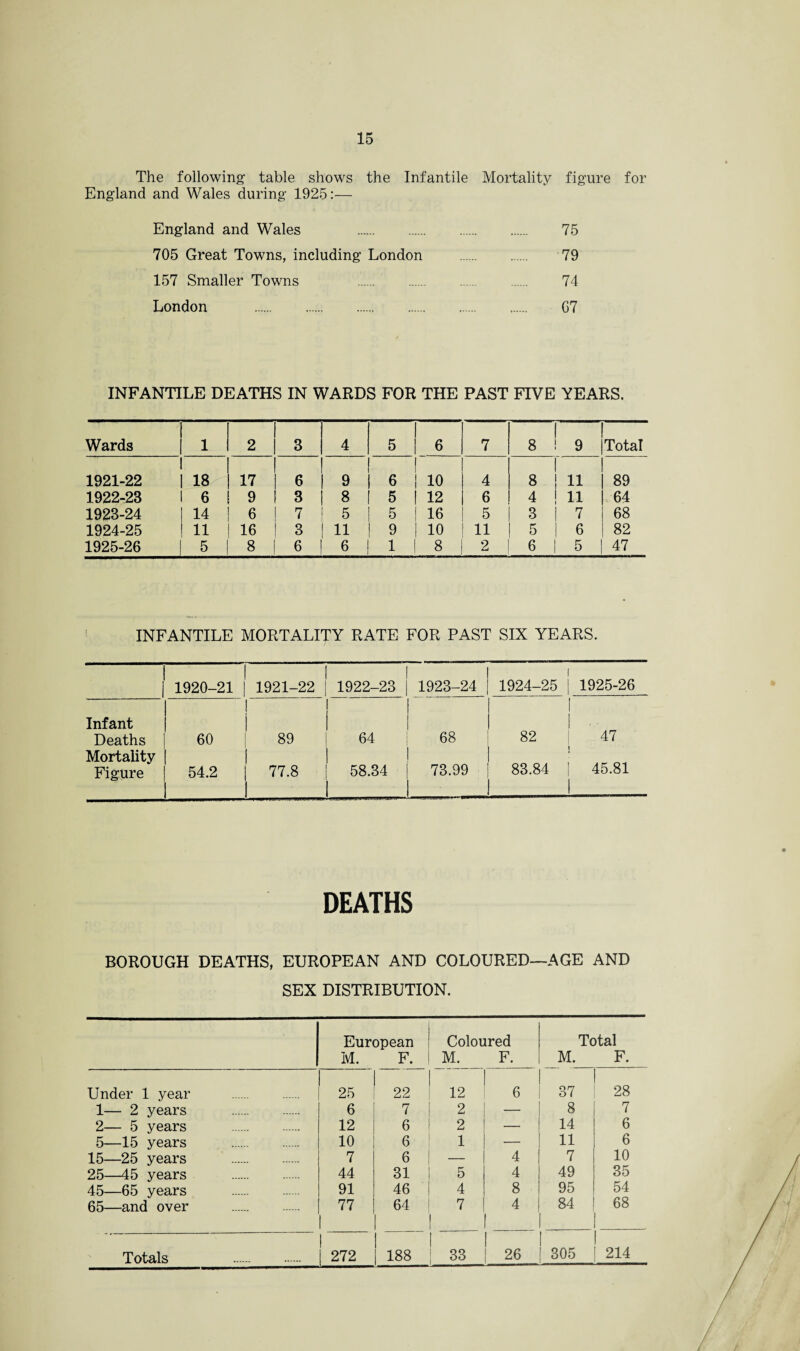 15
The following table shows the Infantile Mortality figure for
England and Wales during 1925:—
England and Wales ...... ...... ...... ...... 75
705 Great Towns, including London ...... ...... 79
157 Smaller Towns ...... ...... ...... ...... 74
London ...... ...... ...... ...... ...... ...... 67
INFANTILE DEATHS IN WARDS FOR THE PAST FIVE YEARS.
Wards 1 2 3 4 5 6 7 8 9 Total
1921-22 18 17 6 9 6 10 4 8 11 89
1922-23 6 9 3 8 5 12 6 4 11 64
1923-24 14 6 7 5 5 16 5 3 7 68
1924-25 11 16 3 11 9 10 11 5 6 82
1925-26 5 8 6 6 1 8 2 6 5 47
INFANTILE MORTALITY RATE FOR PAST SIX YEARS.
1920-21 1921-22 1922-23 1923-24 1924-25 1925-26
Infant
Deaths 60 89 64 68 82 47
Mortality
Figure 54.2 77.8 58.34 73.99 83.84 45.81
DEATHS
BOROUGH DEATHS, EUROPEAN AND COLOURED—AGE AND
SEX DISTRIBUTION.
European Coloured Total
M. F. M. F. M. F.
Under 1 year ...... ...... 25 22 12 6 37 28
1— 2 years ...... ...... 6 7 2 — 8 7
2— 5 years ...... ...... 12 6 2 — 14 6
5—15 years ...... ...... 10 6 1 — 11 6
15—25 years ...... ...... 7 6 — 4 7 10
25—45 years ...... ...... 44 31 5 4 49 35
45—65 years ...... ...... 91 46 4 8 95 54
65—and over ...... ...... 77 64 7 4 84 68
Totals ...... ...... 272 188 33 26 305 214